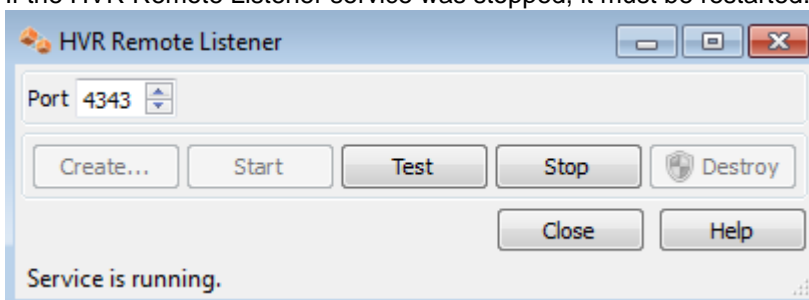 If the HVR Remote Listener service was stopped, it must be restarted.
HVR Remote Listener
Port 4343
Create... Start Test Stop Destroy
Close Help
Service is running.